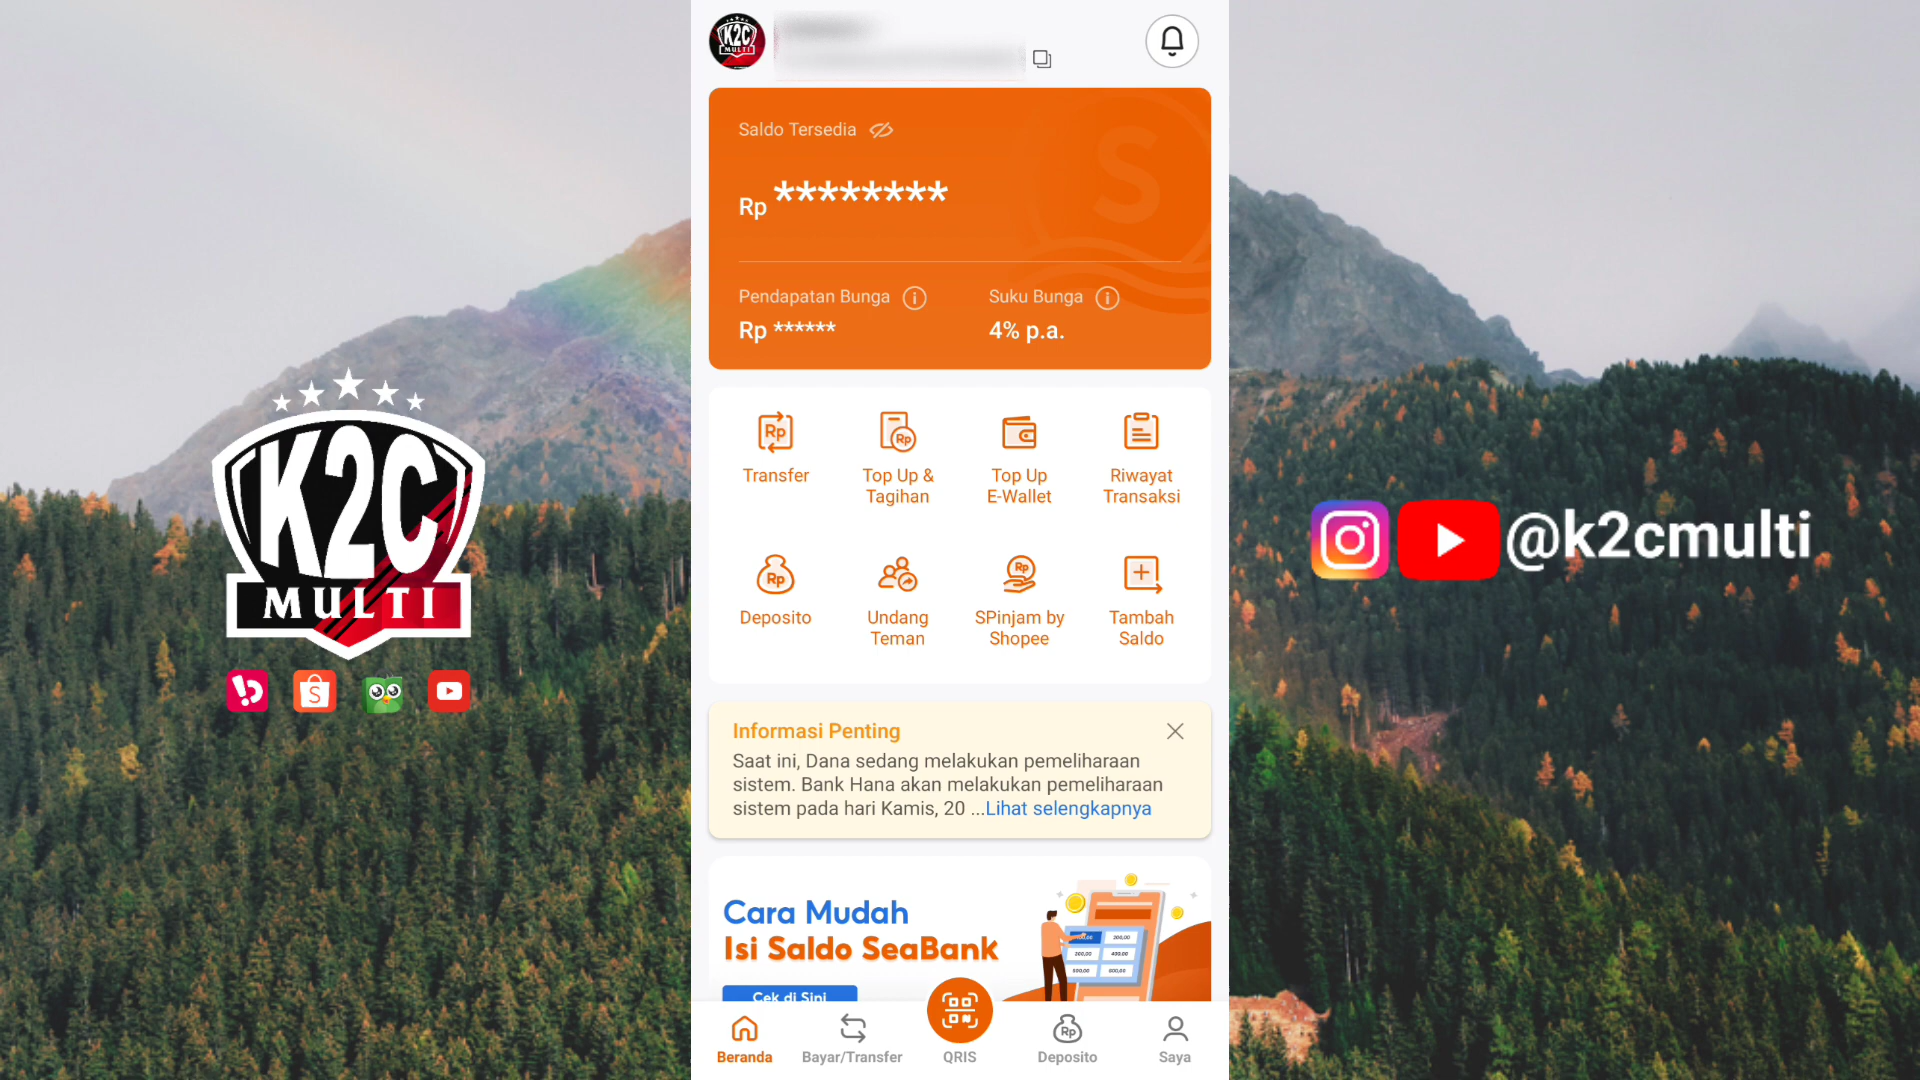 K2C
MULTI
Saldo Tersedia
Rp ********
Pendapatan Bunga
Rp ******
Suku Bunga
4% p.a.
Transfer
Top Up &
Tagihan
Top Up
E-Wallet
Riwayat
Transaksi
Deposito
Undang
Teman
SPinjam by
Shopee
Tambah
Saldo
Informasi Penting
Saat ini, Dana sedang melakukan pemeliharaan
sistem. Bank Hana akan melakukan pemeliharaan
sistem pada hari Kamis, 20 ...Lihat selengkapnya
Cara Mudah
Isi Saldo SeaBank
Cek di Sini
Beranda
Bayar/Transfer
QRIS
Deposito
Saya
K2C
MULTI
@k2cmulti